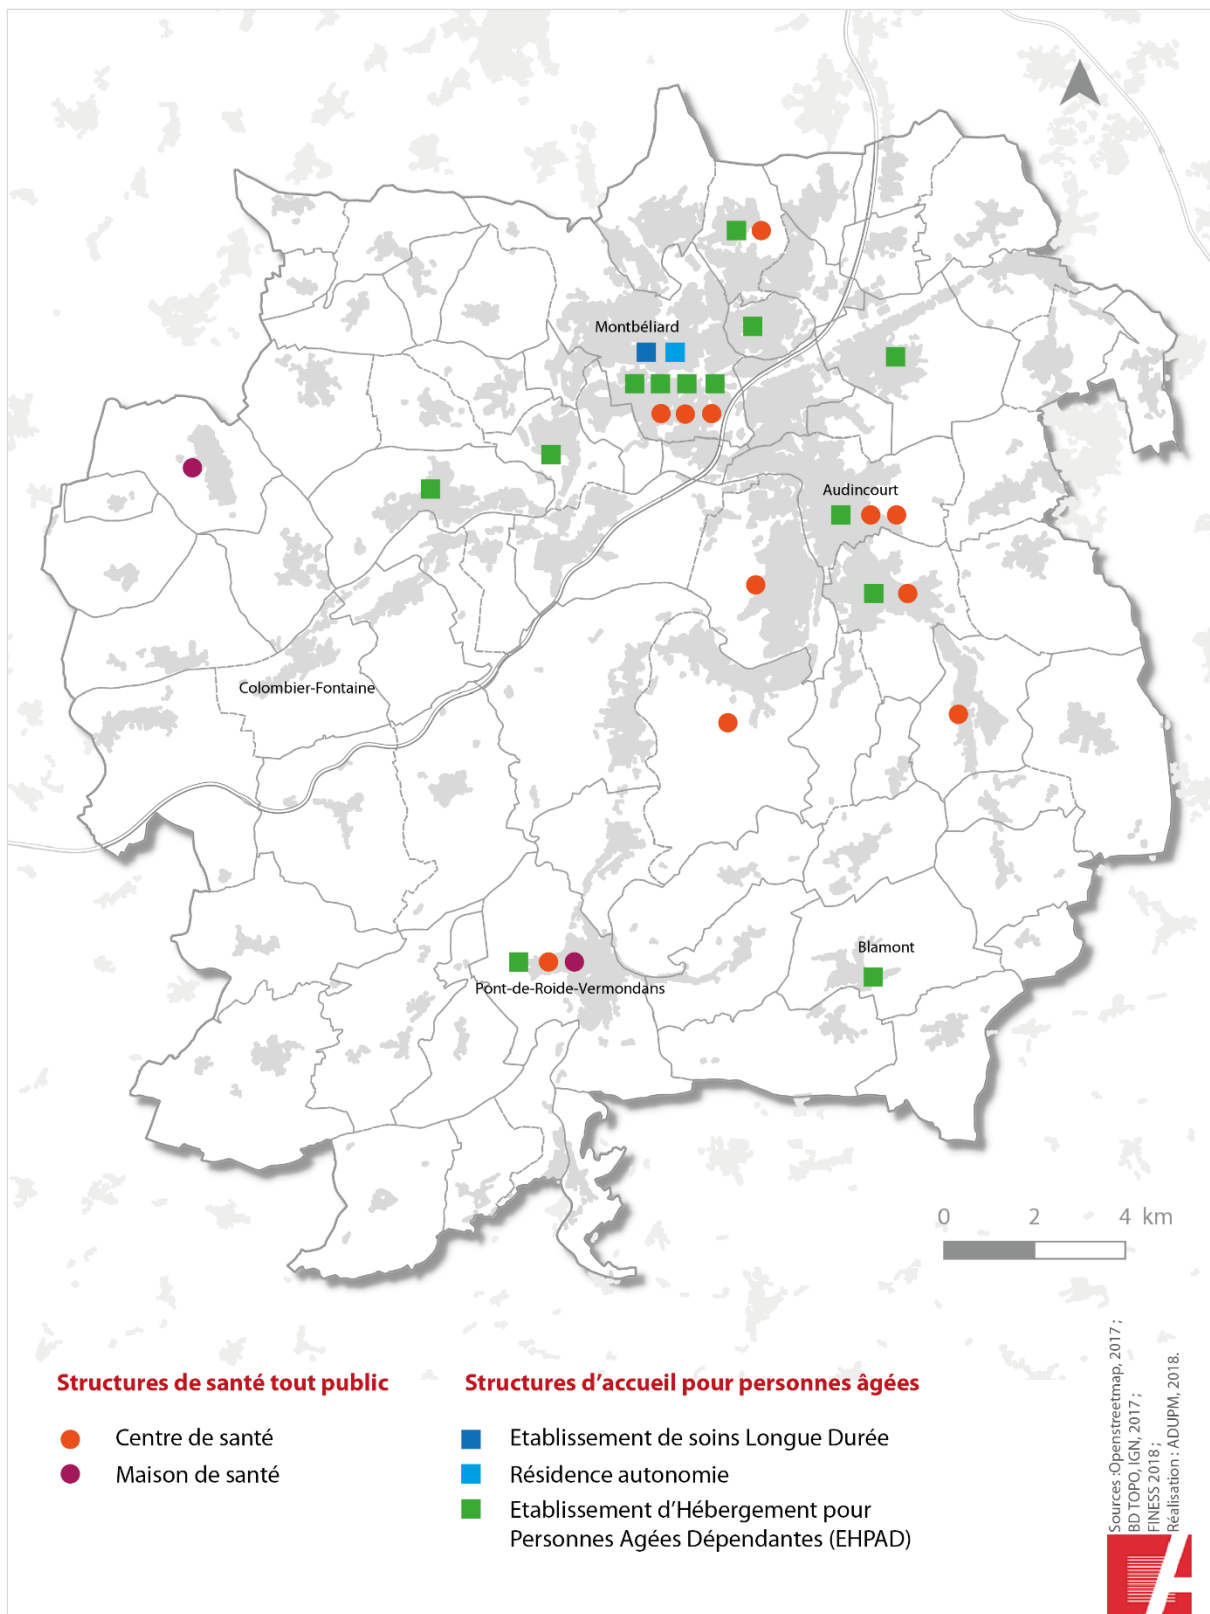 Montbéliard
Audincourt
Colombier-Fontaine
Blamont
Pont-de-Roide-Vermondans
0 2 4 km
Structures de santé tout public
Centre de santé
Maison de santé
Structures d’accueil pour personnes âgées
Etablissement de soins Longue Durée
Résidence autonomie
Etablissement d’Hébergement pour
Personnes Agées Dépendantes (EHPAD)
Sources :Openstreetmap, 2017 ;
BD TOPO, IGN, 2017 ;
FINESS 2018 ;
Réalisation : ADUPM, 2018.